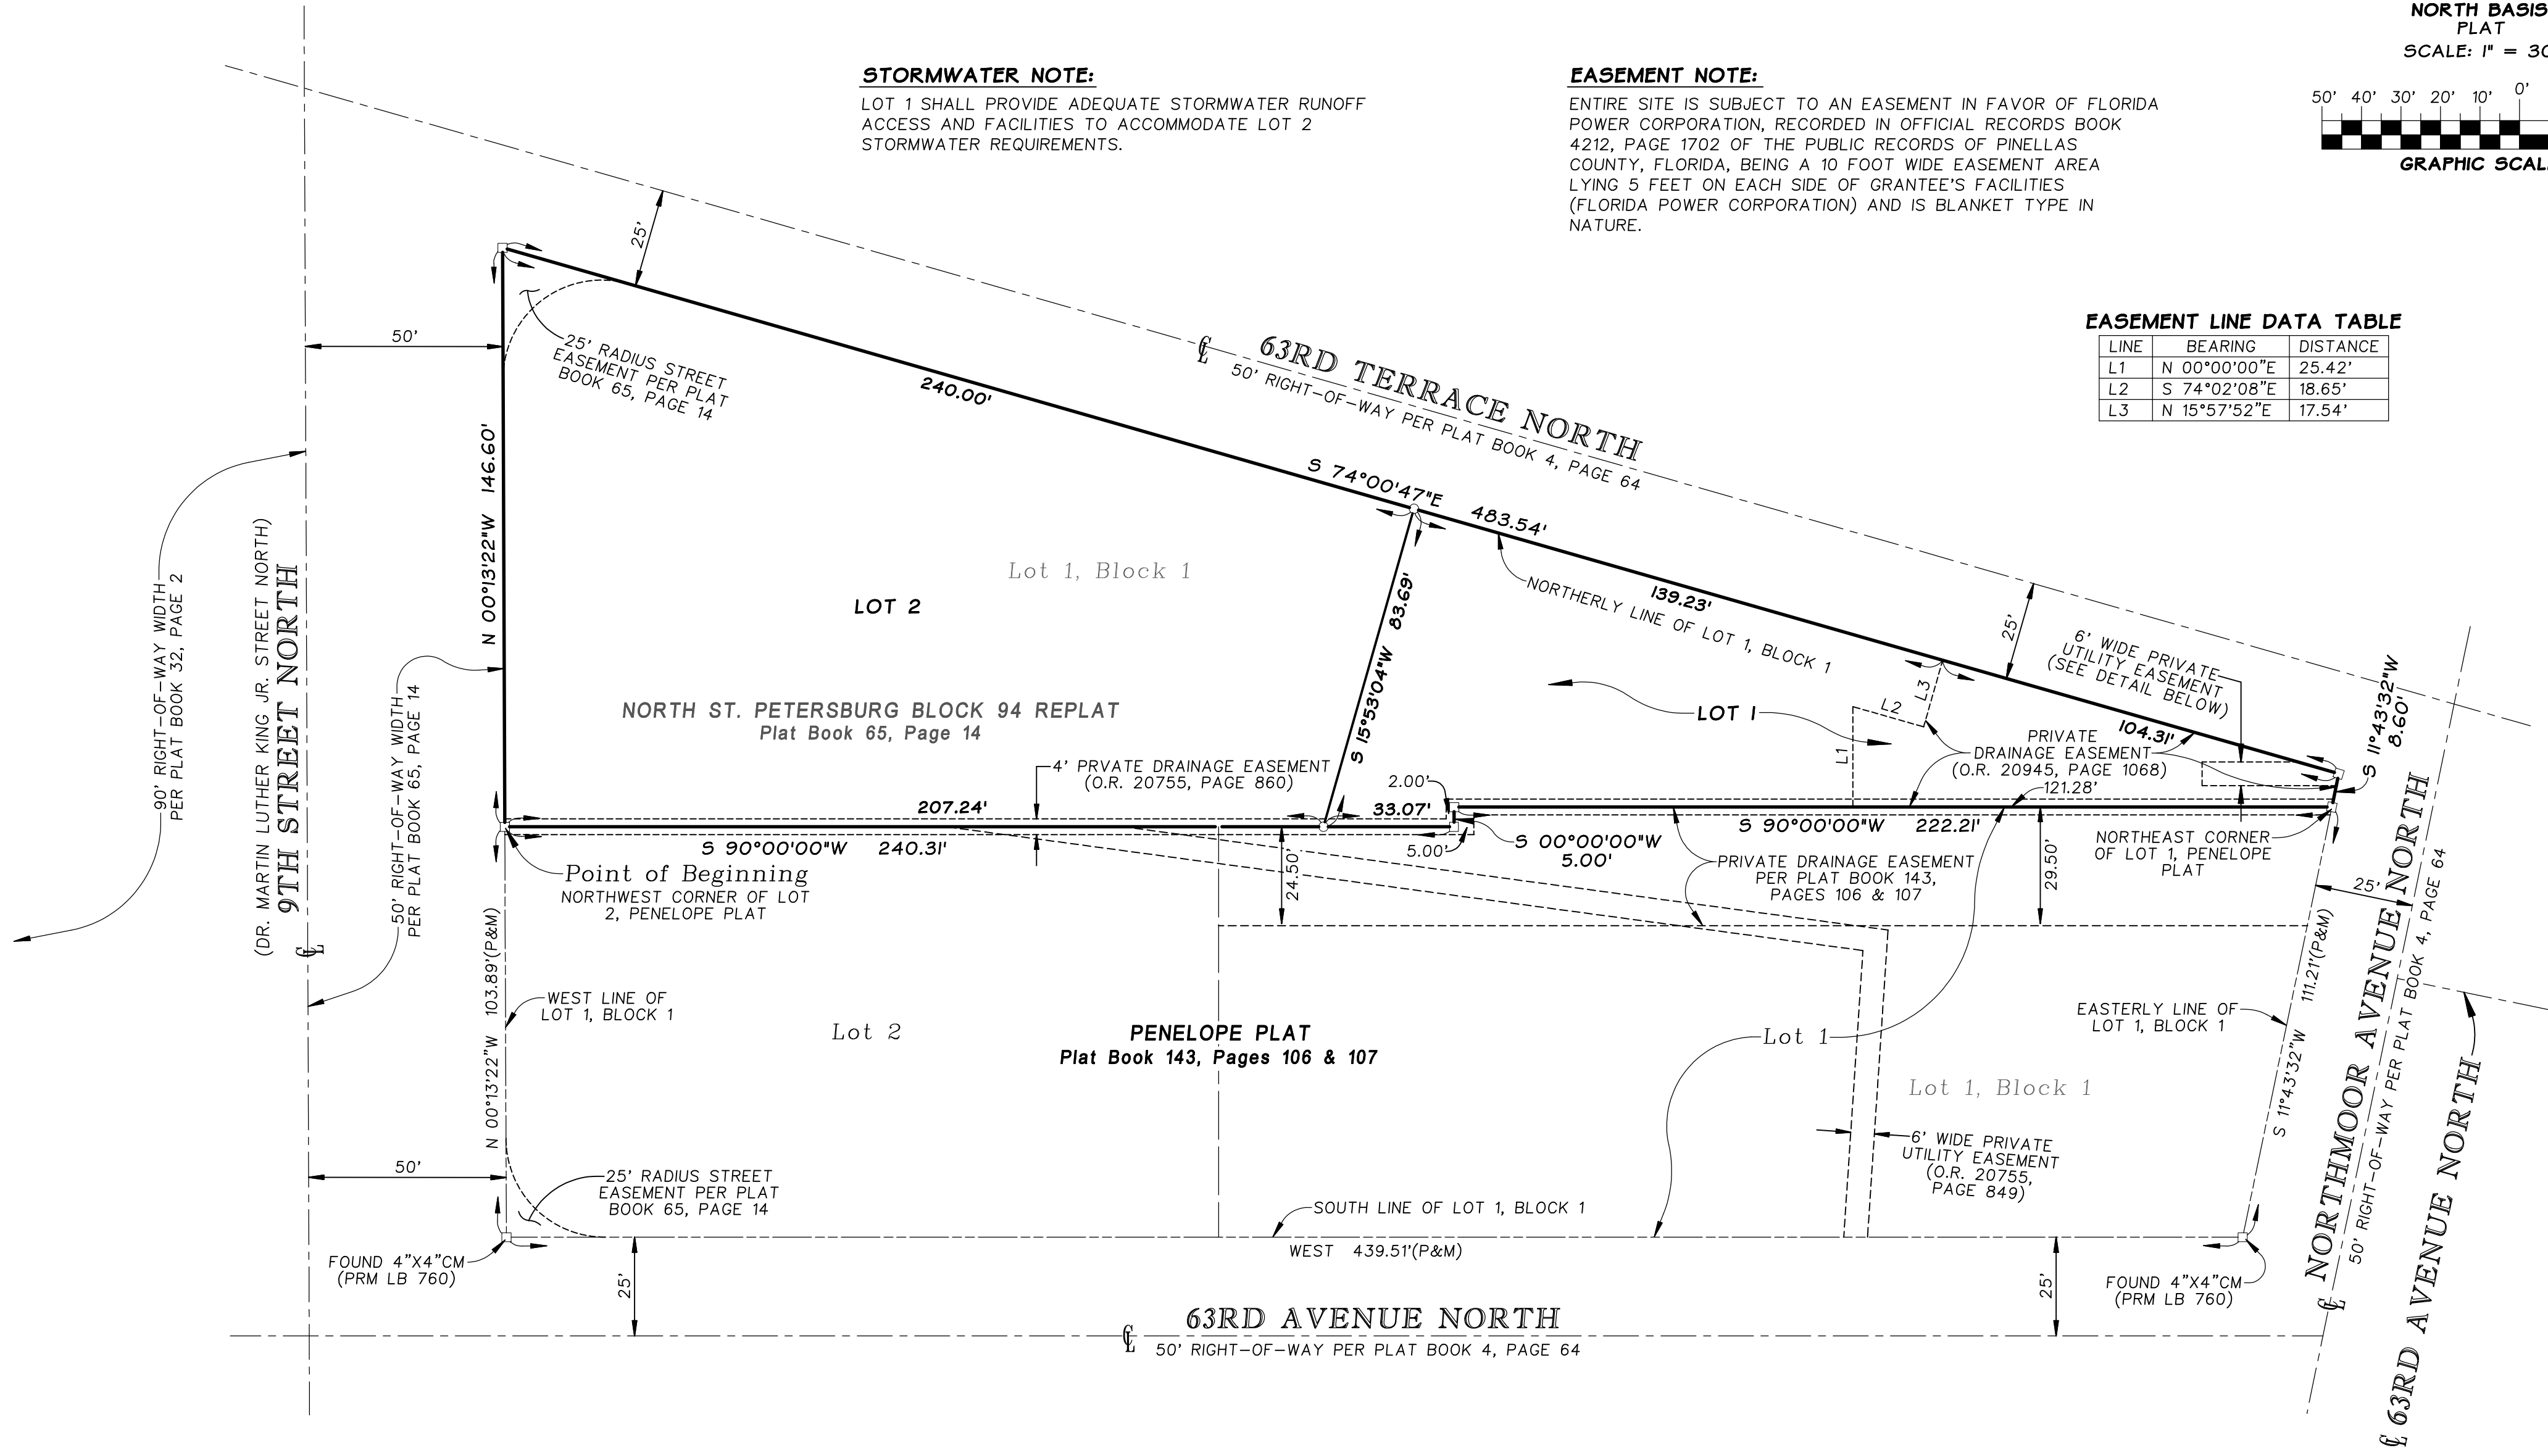 NORTH BASIS
PLAT
SCALE: 1" = 30
50' 40' 30' 20' 10' 0'
GRAPHIC SCAL
STORMWATER NOTE:
LOT 1 SHALL PROVIDE ADEQUATE STORMWATER RUNOFF
ACCESS AND FACILITIES TO ACCOMMODATE LOT 2
STORMWATER REQUIREMENTS.
EASEMENT NOTE:
ENTIRE SITE IS SUBJECT TO AN EASEMENT IN FAVOR OF FLORIDA
POWER CORPORATION, RECORDED IN OFFICIAL RECORDS BOOK
4212, PAGE 1702 OF THE PUBLIC RECORDS OF PINELLAS
COUNTY, FLORIDA, BEING A 10 FOOT WIDE EASEMENT AREA
LYING 5 FEET ON EACH SIDE OF GRANTEE'S FACILITIES
(FLORIDA POWER CORPORATION) AND IS BLANKET TYPE IN
NATURE.
EASEMENT LINE DATA TABLE
LINE BEARING DISTANCE
L1 N 00°00'00"E 25.42'
L2 S 74°02'08"E 18.65'
L3 N 15°57'52"E 17.54'
25'
50'
25' RADIUS STREET
EASEMENT PER PLAT
BOOK 65, PAGE 14
240.00'
℄ 63RD TERRACE NORTH
50' RIGHT-OF-WAY PER PLAT BOOK 4, PAGE 64
S 74°00'47"E
483.54'
N 00°13'22"W 146.60'
Lot 1, Block 1
LOT 2
83.69'
S 15°53'04"W
NORTHERLY LINE OF LOT 1, BLOCK 1
139.23'
25'
6' WIDE PRIVATE
UTILITY EASEMENT
(SEE DETAIL BELOW)
S 11°43'32"W
8.60'
90' RIGHT-OF-WAY WIDTH
PER PLAT BOOK 32, PAGE 2
(DR. MARTIN LUTHER KING JR. STREET NORTH)
9TH STREET NORTH
℄
50' RIGHT-OF-WAY WIDTH
PER PLAT BOOK 65, PAGE 14
NORTH ST. PETERSBURG BLOCK 94 REPLAT
Plat Book 65, Page 14
LOT 1
L1
L2
L3
104.31'
PRIVATE
DRAINAGE EASEMENT
(O.R. 20945, PAGE 1068)
121.28'
4' PRVATE DRAINAGE EASEMENT
(O.R. 20755, PAGE 860)
2.00'
207.24'
33.07'
S 90°00'00"W 240.31'
5.00'
S 00°00'00"W
5.00'
S 90°00'00"W 222.21'
NORTHEAST CORNER
OF LOT 1, PENELOPE
PLAT
Point of Beginning
NORTHWEST CORNER OF LOT
2, PENELOPE PLAT
24.50'
PRIVATE DRAINAGE EASEMENT
PER PLAT BOOK 143,
PAGES 106 & 107
29.50'
25'
N 00°13'22"W 103.89'(P&M)
WEST LINE OF
LOT 1, BLOCK 1
Lot 2
PENELOPE PLAT
Plat Book 143, Pages 106 & 107
Lot 1
EASTERLY LINE OF
LOT 1, BLOCK 1
Lot 1, Block 1
S 11°43'32"W 111.21'(P&M)
℄ NORTHMOOR AVENUE NORTH
50' RIGHT-OF-WAY PER PLAT BOOK 4, PAGE 64
℄ 63RD AVENUE NORTH
6' WIDE PRIVATE
UTILITY EASEMENT
(O.R. 20755,
PAGE 849)
50'
25' RADIUS STREET
EASEMENT PER PLAT
BOOK 65, PAGE 14
SOUTH LINE OF LOT 1, BLOCK 1
WEST 439.51'(P&M)
FOUND 4"X4"CM
(PRM LB 760)
25'
25'
FOUND 4"X4"CM
(PRM LB 760)
℄ 63RD AVENUE NORTH
50' RIGHT-OF-WAY PER PLAT BOOK 4, PAGE 64